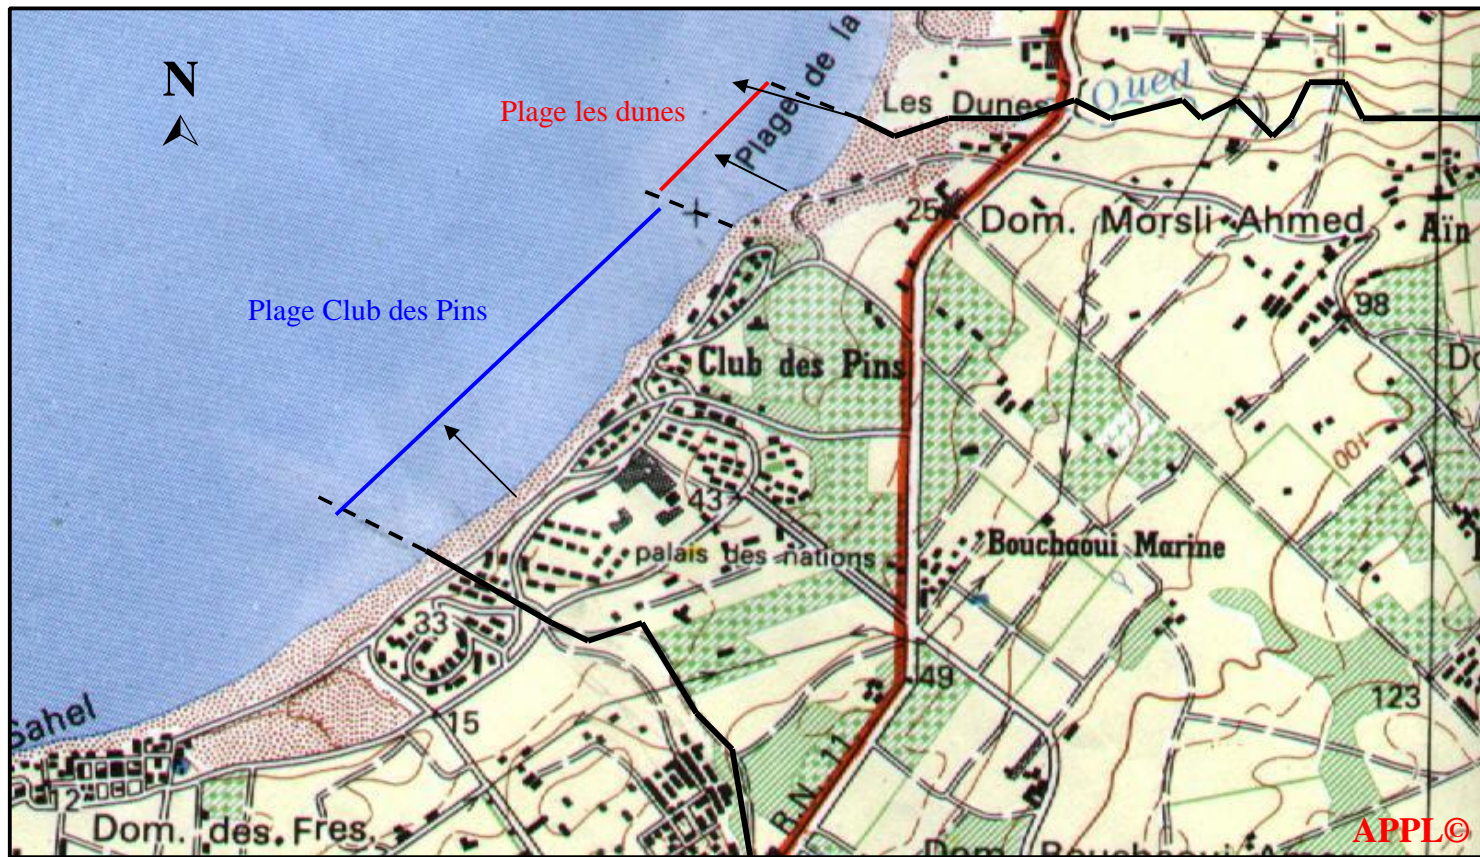 N
Plage les dunes
Plage de la
Les Dunes
Oued
25
Dom. Morsli Ahmed
Aïn
Plage Club des Pins
98
Club des Pins
100
43
palais des nations
Bouchaoui Marine
33
49
123
Sahel
15
R.N. 11
12
Dom. des Fres.
APPL©